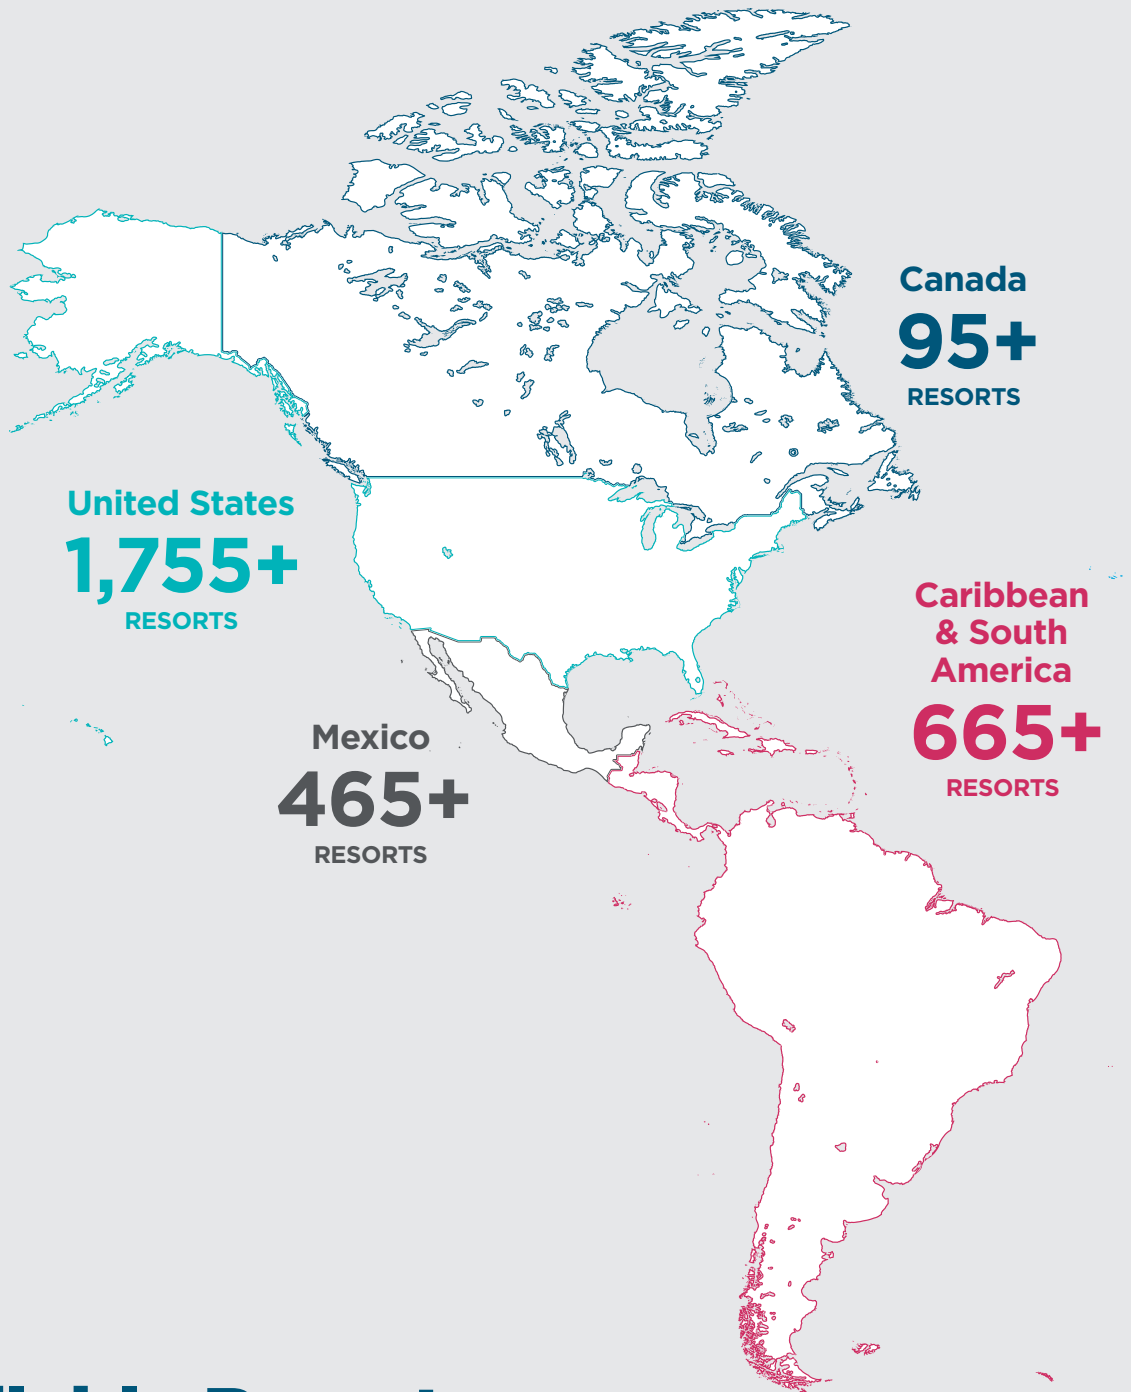 Canada
95+
RESORTS
United States
1,755+
RESORTS
Caribbean
& South
America
665+
RESORTS
Mexico
465+
RESORTS